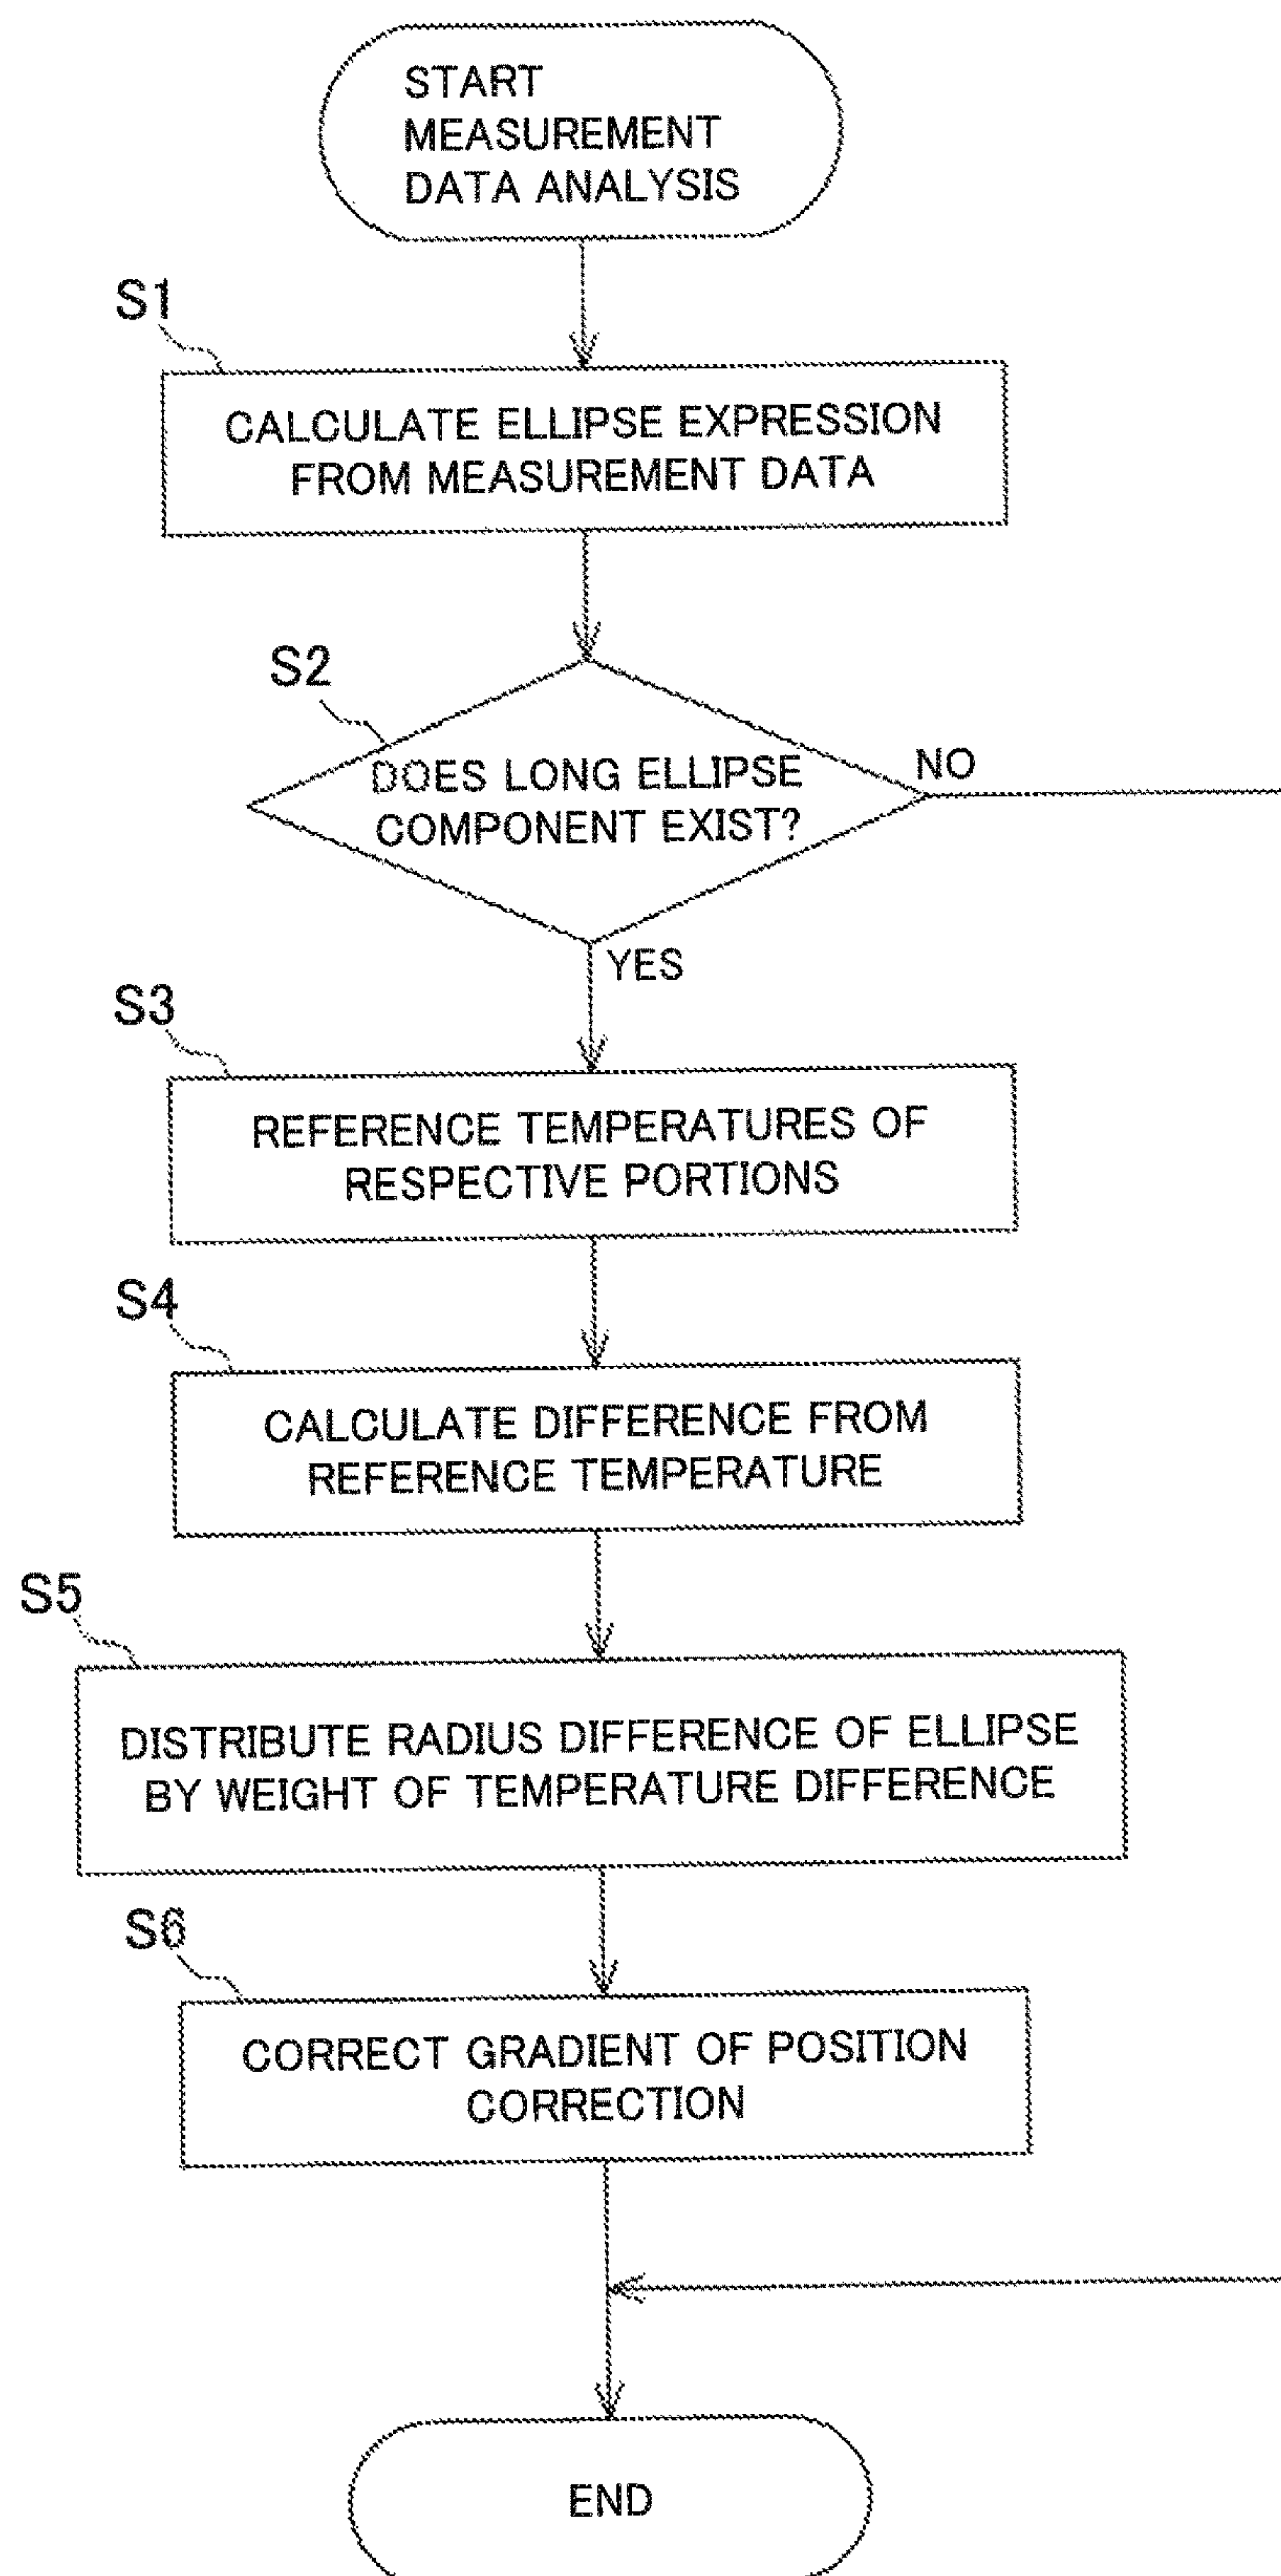 START
MEASUREMENT
DATA ANALYSIS
S1
CALCULATE ELLIPSE EXPRESSION
FROM MEASUREMENT DATA
S2
DOES LONG ELLIPSE
COMPONENT EXIST?
NO
YES
S3
REFERENCE TEMPERATURES OF
RESPECTIVE PORTIONS
S4
CALCULATE DIFFERENCE FROM
REFERENCE TEMPERATURE
S5
DISTRIBUTE RADIUS DIFFERENCE OF ELLIPSE
BY WEIGHT OF TEMPERATURE DIFFERENCE
S6
CORRECT GRADIENT OF POSITION
CORRECTION
END